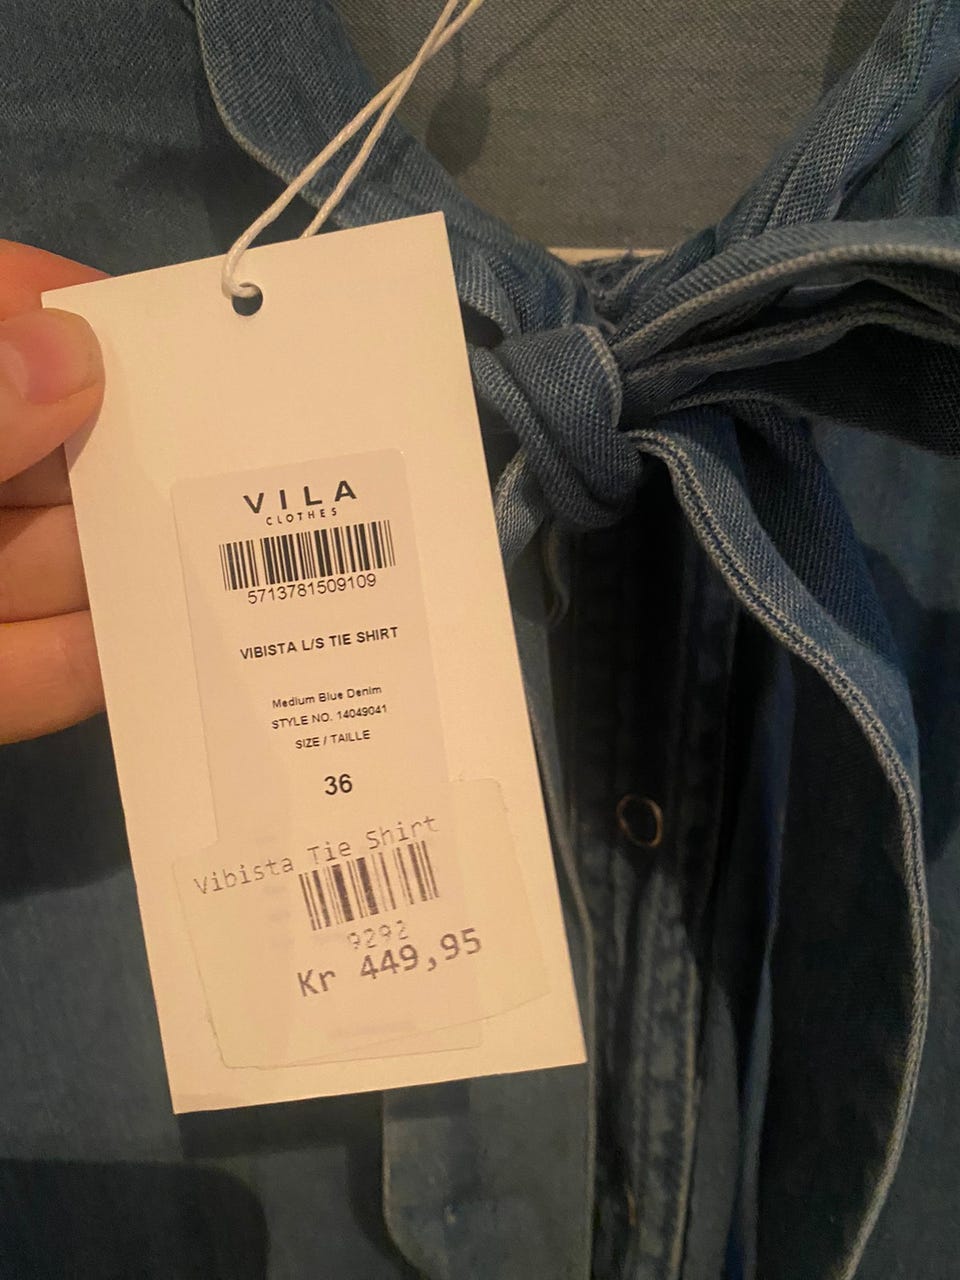 VILA
CLOTHES
5713781509109
VIBISTA L/S TIE SHIRT
Medium Blue Denim
STYLE NO. 14049041
SIZE / TAILLE
36
Vibista Tie Shirt
9292
Kr 449,95